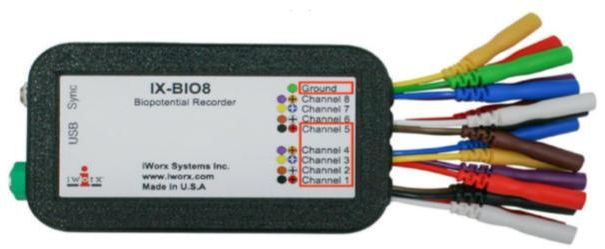 Sync
USB
IX-BIO8
Biopotential Recorder
Ground
Channel 8
Channel 7
Channel 6
Channel 5
Channel 4
Channel 3
Channel 2
Channel 1
iworx
iWorx Systems Inc.
www.iworx.com
Made in U.S.A